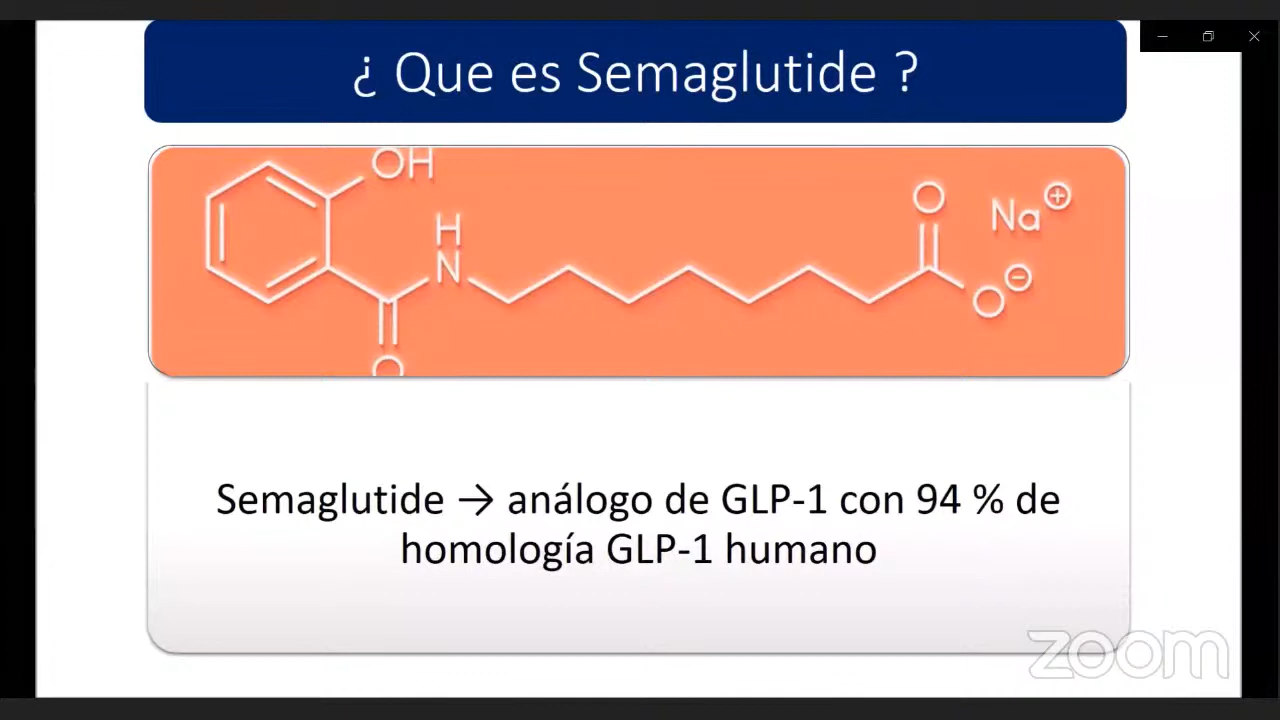 ¿ Que es Semaglutide ?
OH
H
N
O
O
Na⊕
O⊖
Semaglutide → análogo de GLP-1 con 94 % de
homología GLP-1 humano
zoom